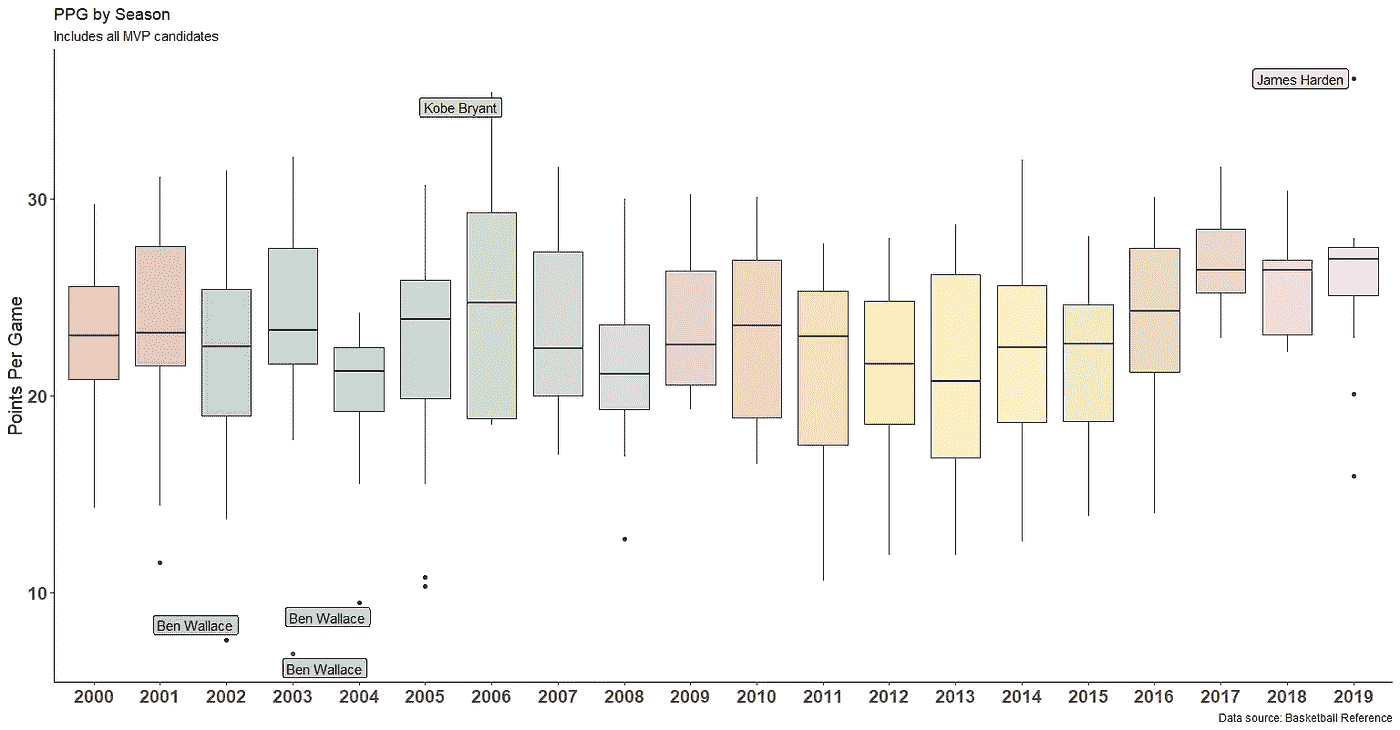 PPG by Season
Includes all MVP candidates
James Harden
Kobe Bryant
30
Points Per Game
20
10
Ben Wallace
Ben Wallace
Ben Wallace
2000 2001 2002 2003 2004 2005 2006 2007 2008 2009 2010 2011 2012 2013 2014 2015 2016 2017 2018 2019
Data source: Basketball Reference